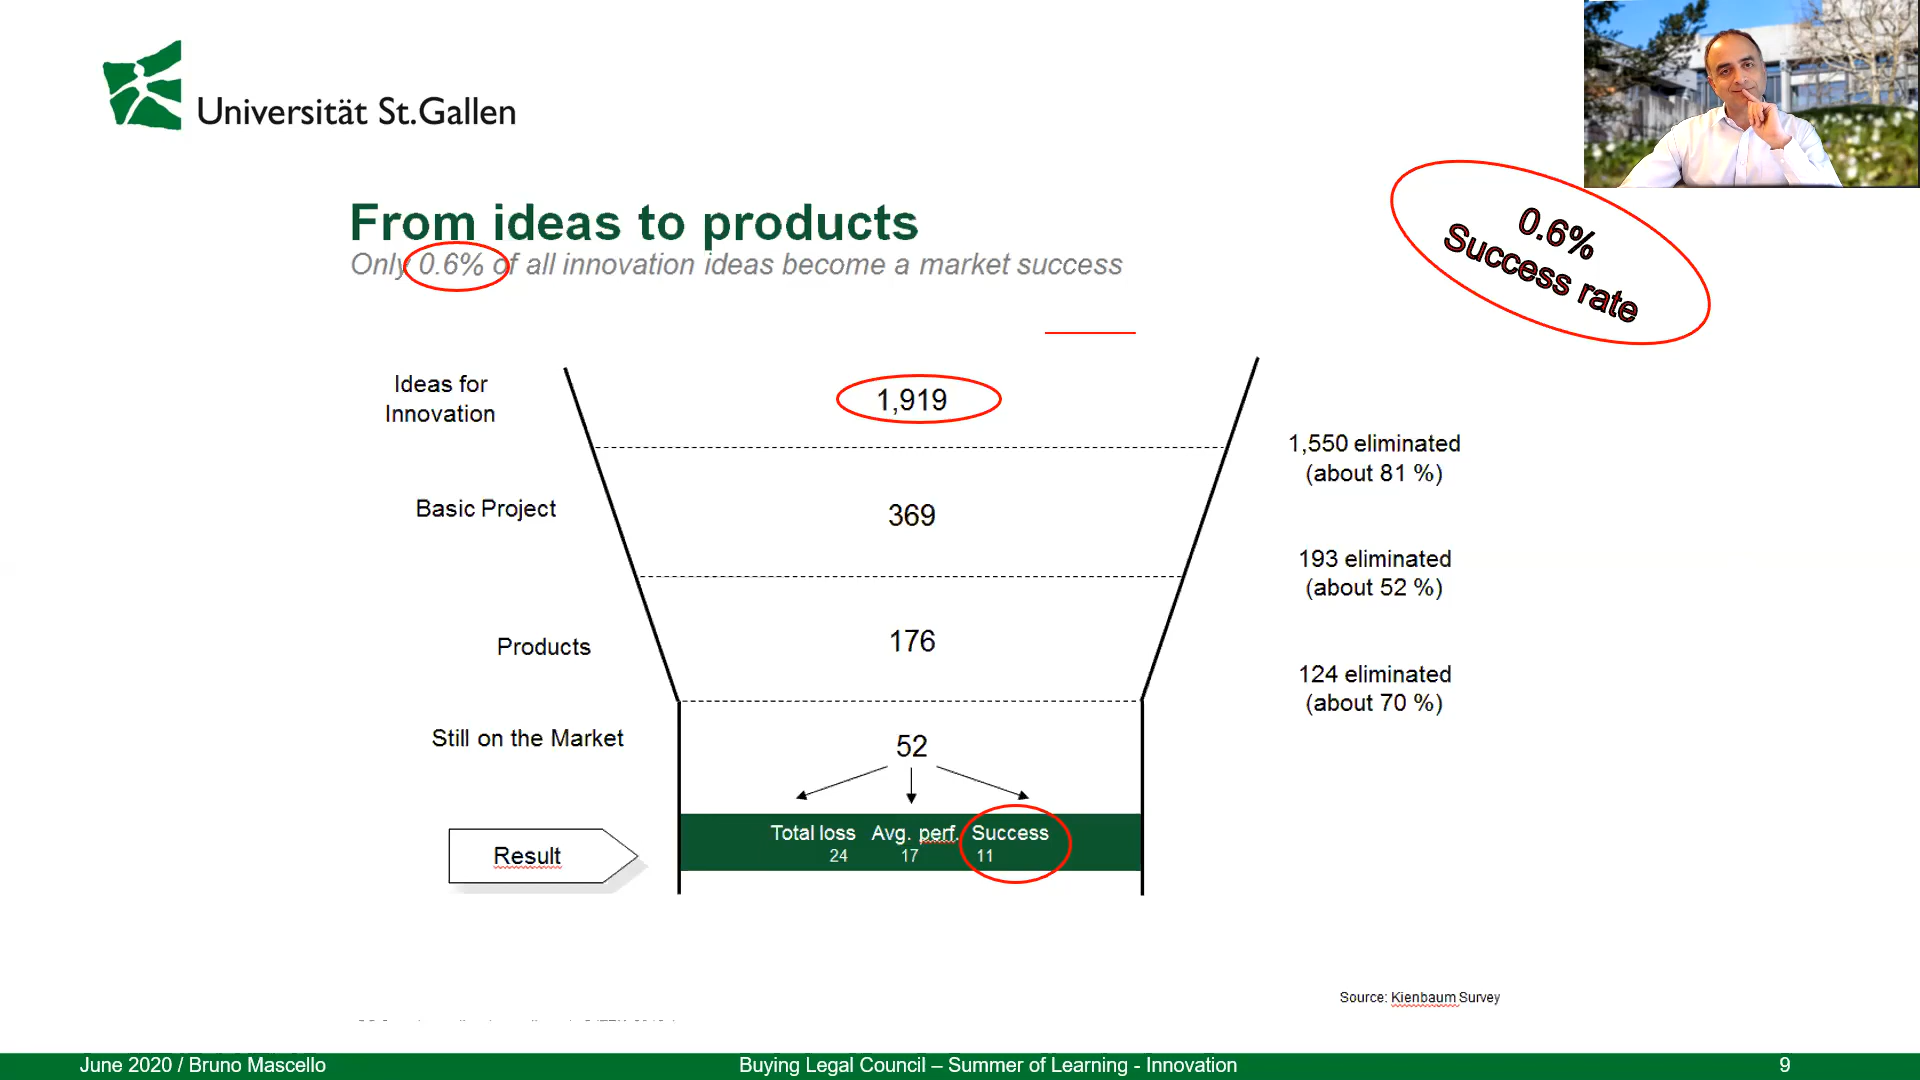 Universität St.Gallen
From ideas to products
Only 0.6% of all innovation ideas become a market success
0.6%
Success rate
Ideas for
Innovation
1,919
1,550 eliminated
(about 81 %)
Basic Project
369
193 eliminated
(about 52 %)
Products
176
124 eliminated
(about 70 %)
Still on the Market
52
Total loss Avg. perf. Success
24 17 11
Result
Source: Kienbaum Survey
June 2020 / Bruno Mascello
Buying Legal Council – Summer of Learning - Innovation
9